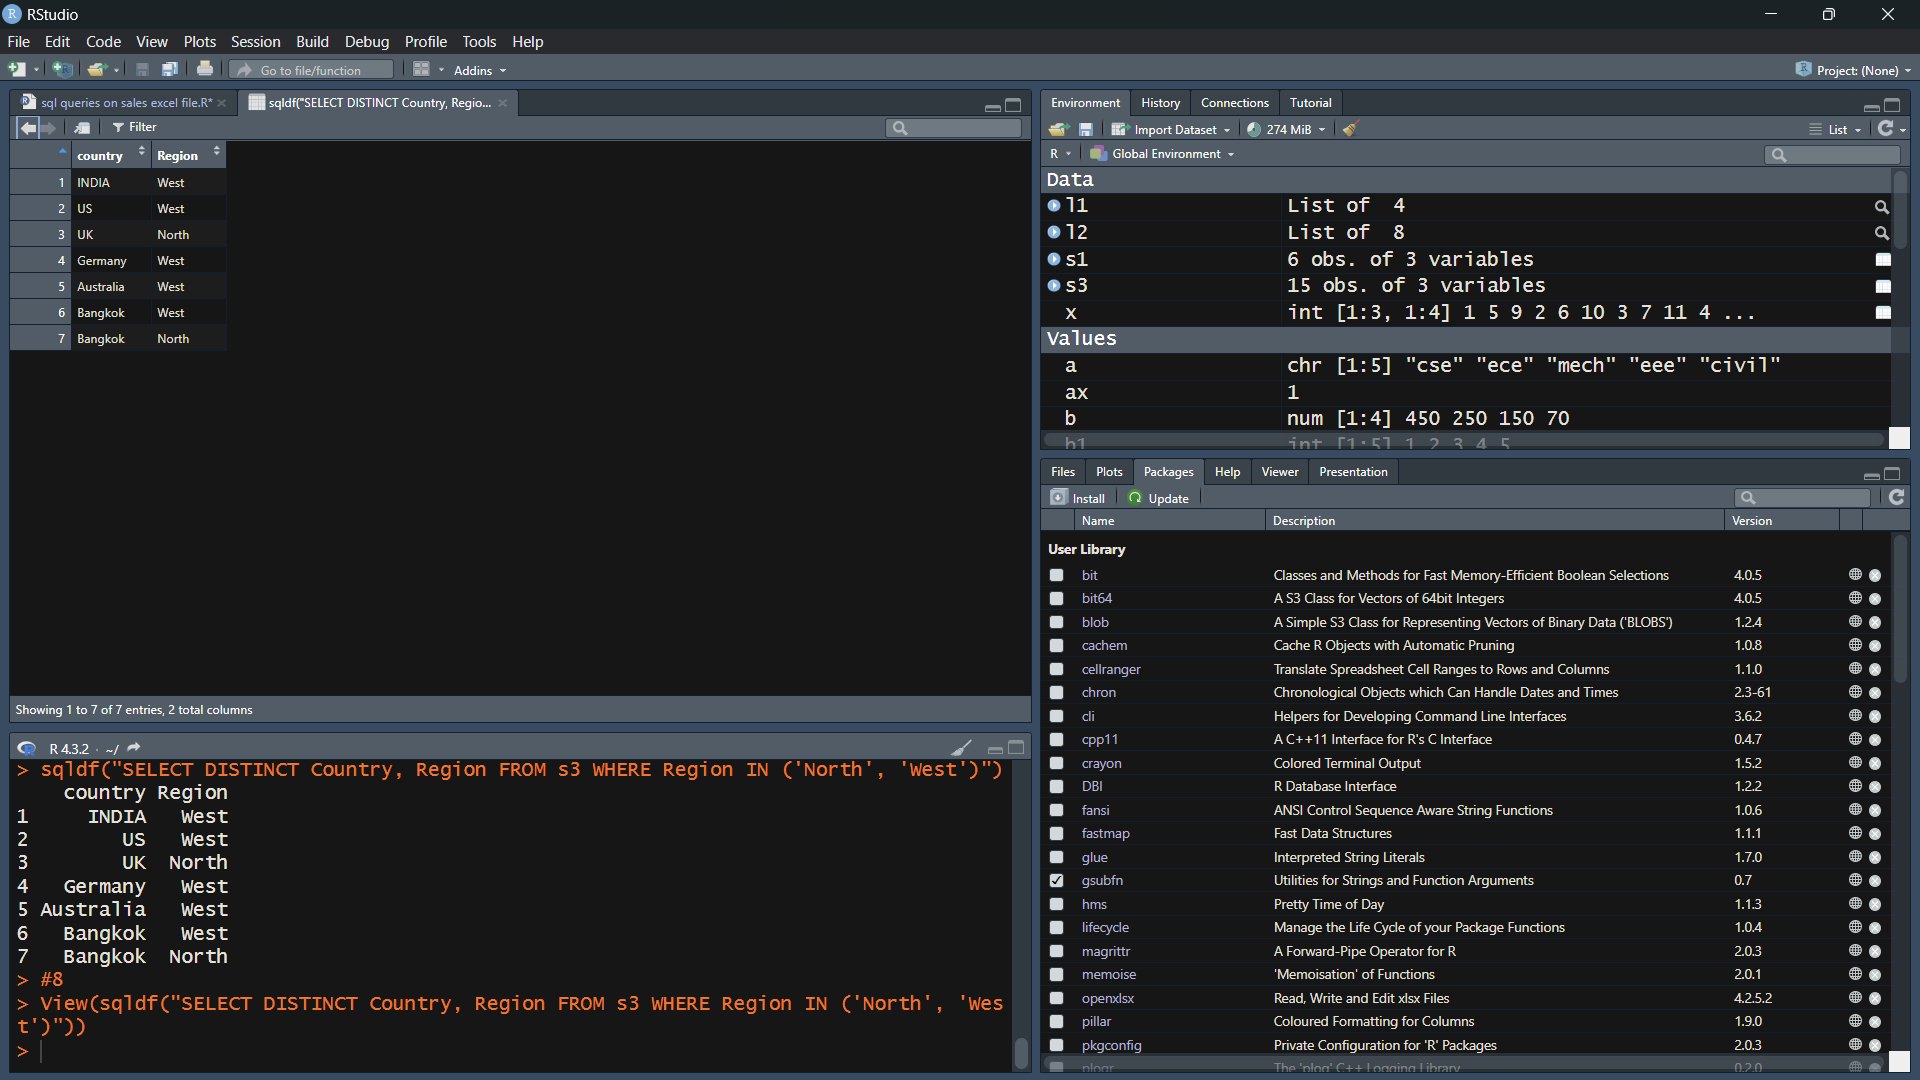 RStudio
File Edit Code View Plots Session Build Debug Profile Tools Help
Go to file/function Addins Project: (None)
sql queries on sales excel file.R* sqldf("SELECT DISTINCT Country, Regio...
Filter
country Region
1 INDIA West
2 US West
3 UK North
4 Germany West
5 Australia West
6 Bangkok West
7 Bangkok North
Showing 1 to 7 of 7 entries, 2 total columns
R 4.3.2 · ~/
> sqldf("SELECT DISTINCT Country, Region FROM s3 WHERE Region IN ('North', 'West')")
country Region
1 INDIA West
2 US West
3 UK North
4 Germany West
5 Australia West
6 Bangkok West
7 Bangkok North
> #8
> View(sqldf("SELECT DISTINCT Country, Region FROM s3 WHERE Region IN ('North', 'Wes
t')"))
>
Environment History Connections Tutorial
Import Dataset 274 MiB List
R Global Environment
Data
l1 List of 4
l2 List of 8
s1 6 obs. of 3 variables
s3 15 obs. of 3 variables
x int [1:3, 1:4] 1 5 9 2 6 10 3 7 11 4 ...
Values
a chr [1:5] "cse" "ece" "mech" "eee" "civil"
ax 1
b num [1:4] 450 250 150 70
b1 int [1:5] 1 2 3 4 5
Files Plots Packages Help Viewer Presentation
Install Update
Name Description Version
User Library
bit Classes and Methods for Fast Memory-Efficient Boolean Selections 4.0.5
bit64 A S3 Class for Vectors of 64bit Integers 4.0.5
blob A Simple S3 Class for Representing Vectors of Binary Data ('BLOBS') 1.2.4
cachem Cache R Objects with Automatic Pruning 1.0.8
cellranger Translate Spreadsheet Cell Ranges to Rows and Columns 1.1.0
chron Chronological Objects which Can Handle Dates and Times 2.3-61
cli Helpers for Developing Command Line Interfaces 3.6.2
cpp11 A C++11 Interface for R's C Interface 0.4.7
crayon Colored Terminal Output 1.5.2
DBI R Database Interface 1.2.2
fansi ANSI Control Sequence Aware String Functions 1.0.6
fastmap Fast Data Structures 1.1.1
glue Interpreted String Literals 1.7.0
gsubfn Utilities for Strings and Function Arguments 0.7
hms Pretty Time of Day 1.1.3
lifecycle Manage the Life Cycle of your Package Functions 1.0.4
magrittr A Forward-Pipe Operator for R 2.0.3
memoise 'Memoisation' of Functions 2.0.1
openxlsx Read, Write and Edit xlsx Files 4.2.5.2
pillar Coloured Formatting for Columns 1.9.0
pkgconfig Private Configuration for 'R' Packages 2.0.3
plogr The 'plog' C++ Logging Library 0.2.0